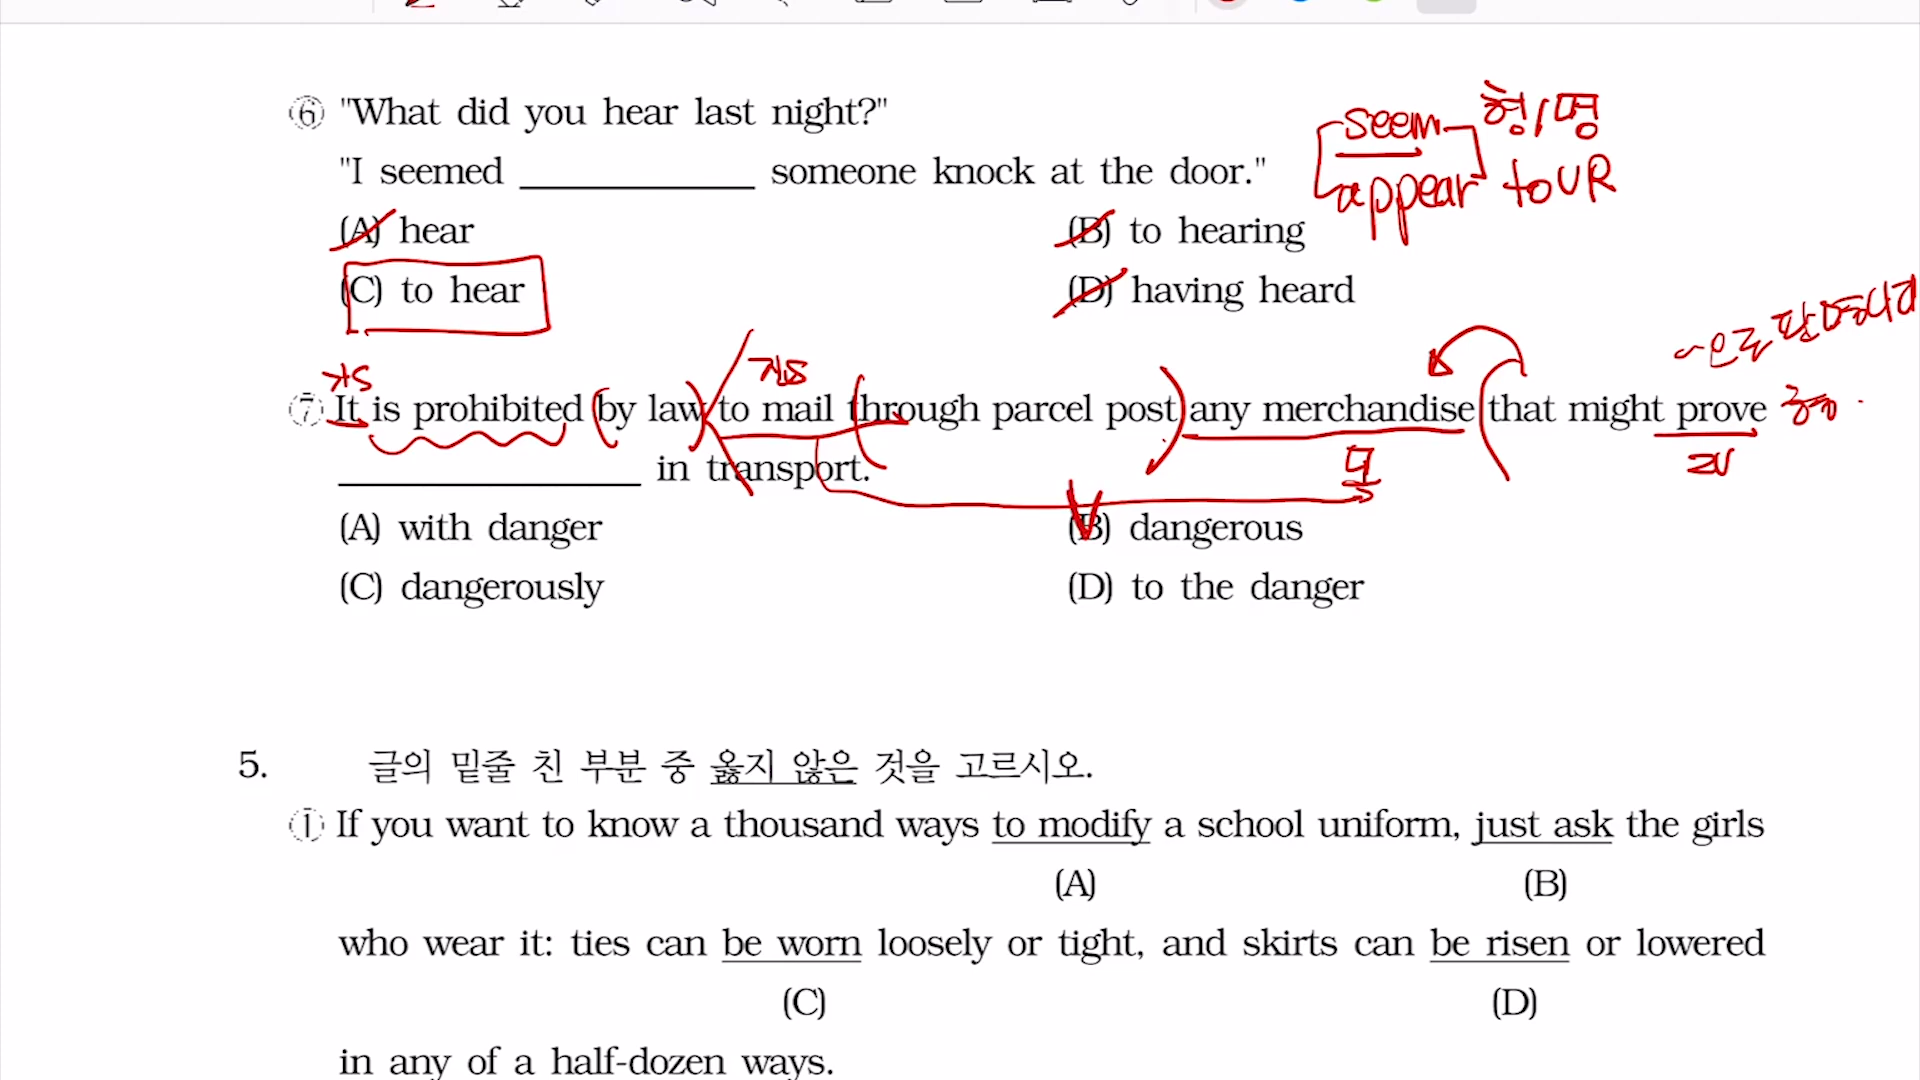 ⑥ "What did you hear last night?"
seem 형/명
"I seemed ____________ someone knock at the door."
appear toVR
(A) hear (B) to hearing
(C) to hear (D) having heard
~으로 판명나다
가S 진S
⑦ It is prohibited by law to mail through parcel post any merchandise that might prove
목 2V
____________ in transport.
(A) with danger (B) dangerous
(C) dangerously (D) to the danger
5. 글의 밑줄 친 부분 중 옳지 않은 것을 고르시오.
① If you want to know a thousand ways to modify a school uniform, just ask the girls
(A) (B)
who wear it: ties can be worn loosely or tight, and skirts can be risen or lowered
(C) (D)
in any of a half-dozen ways.